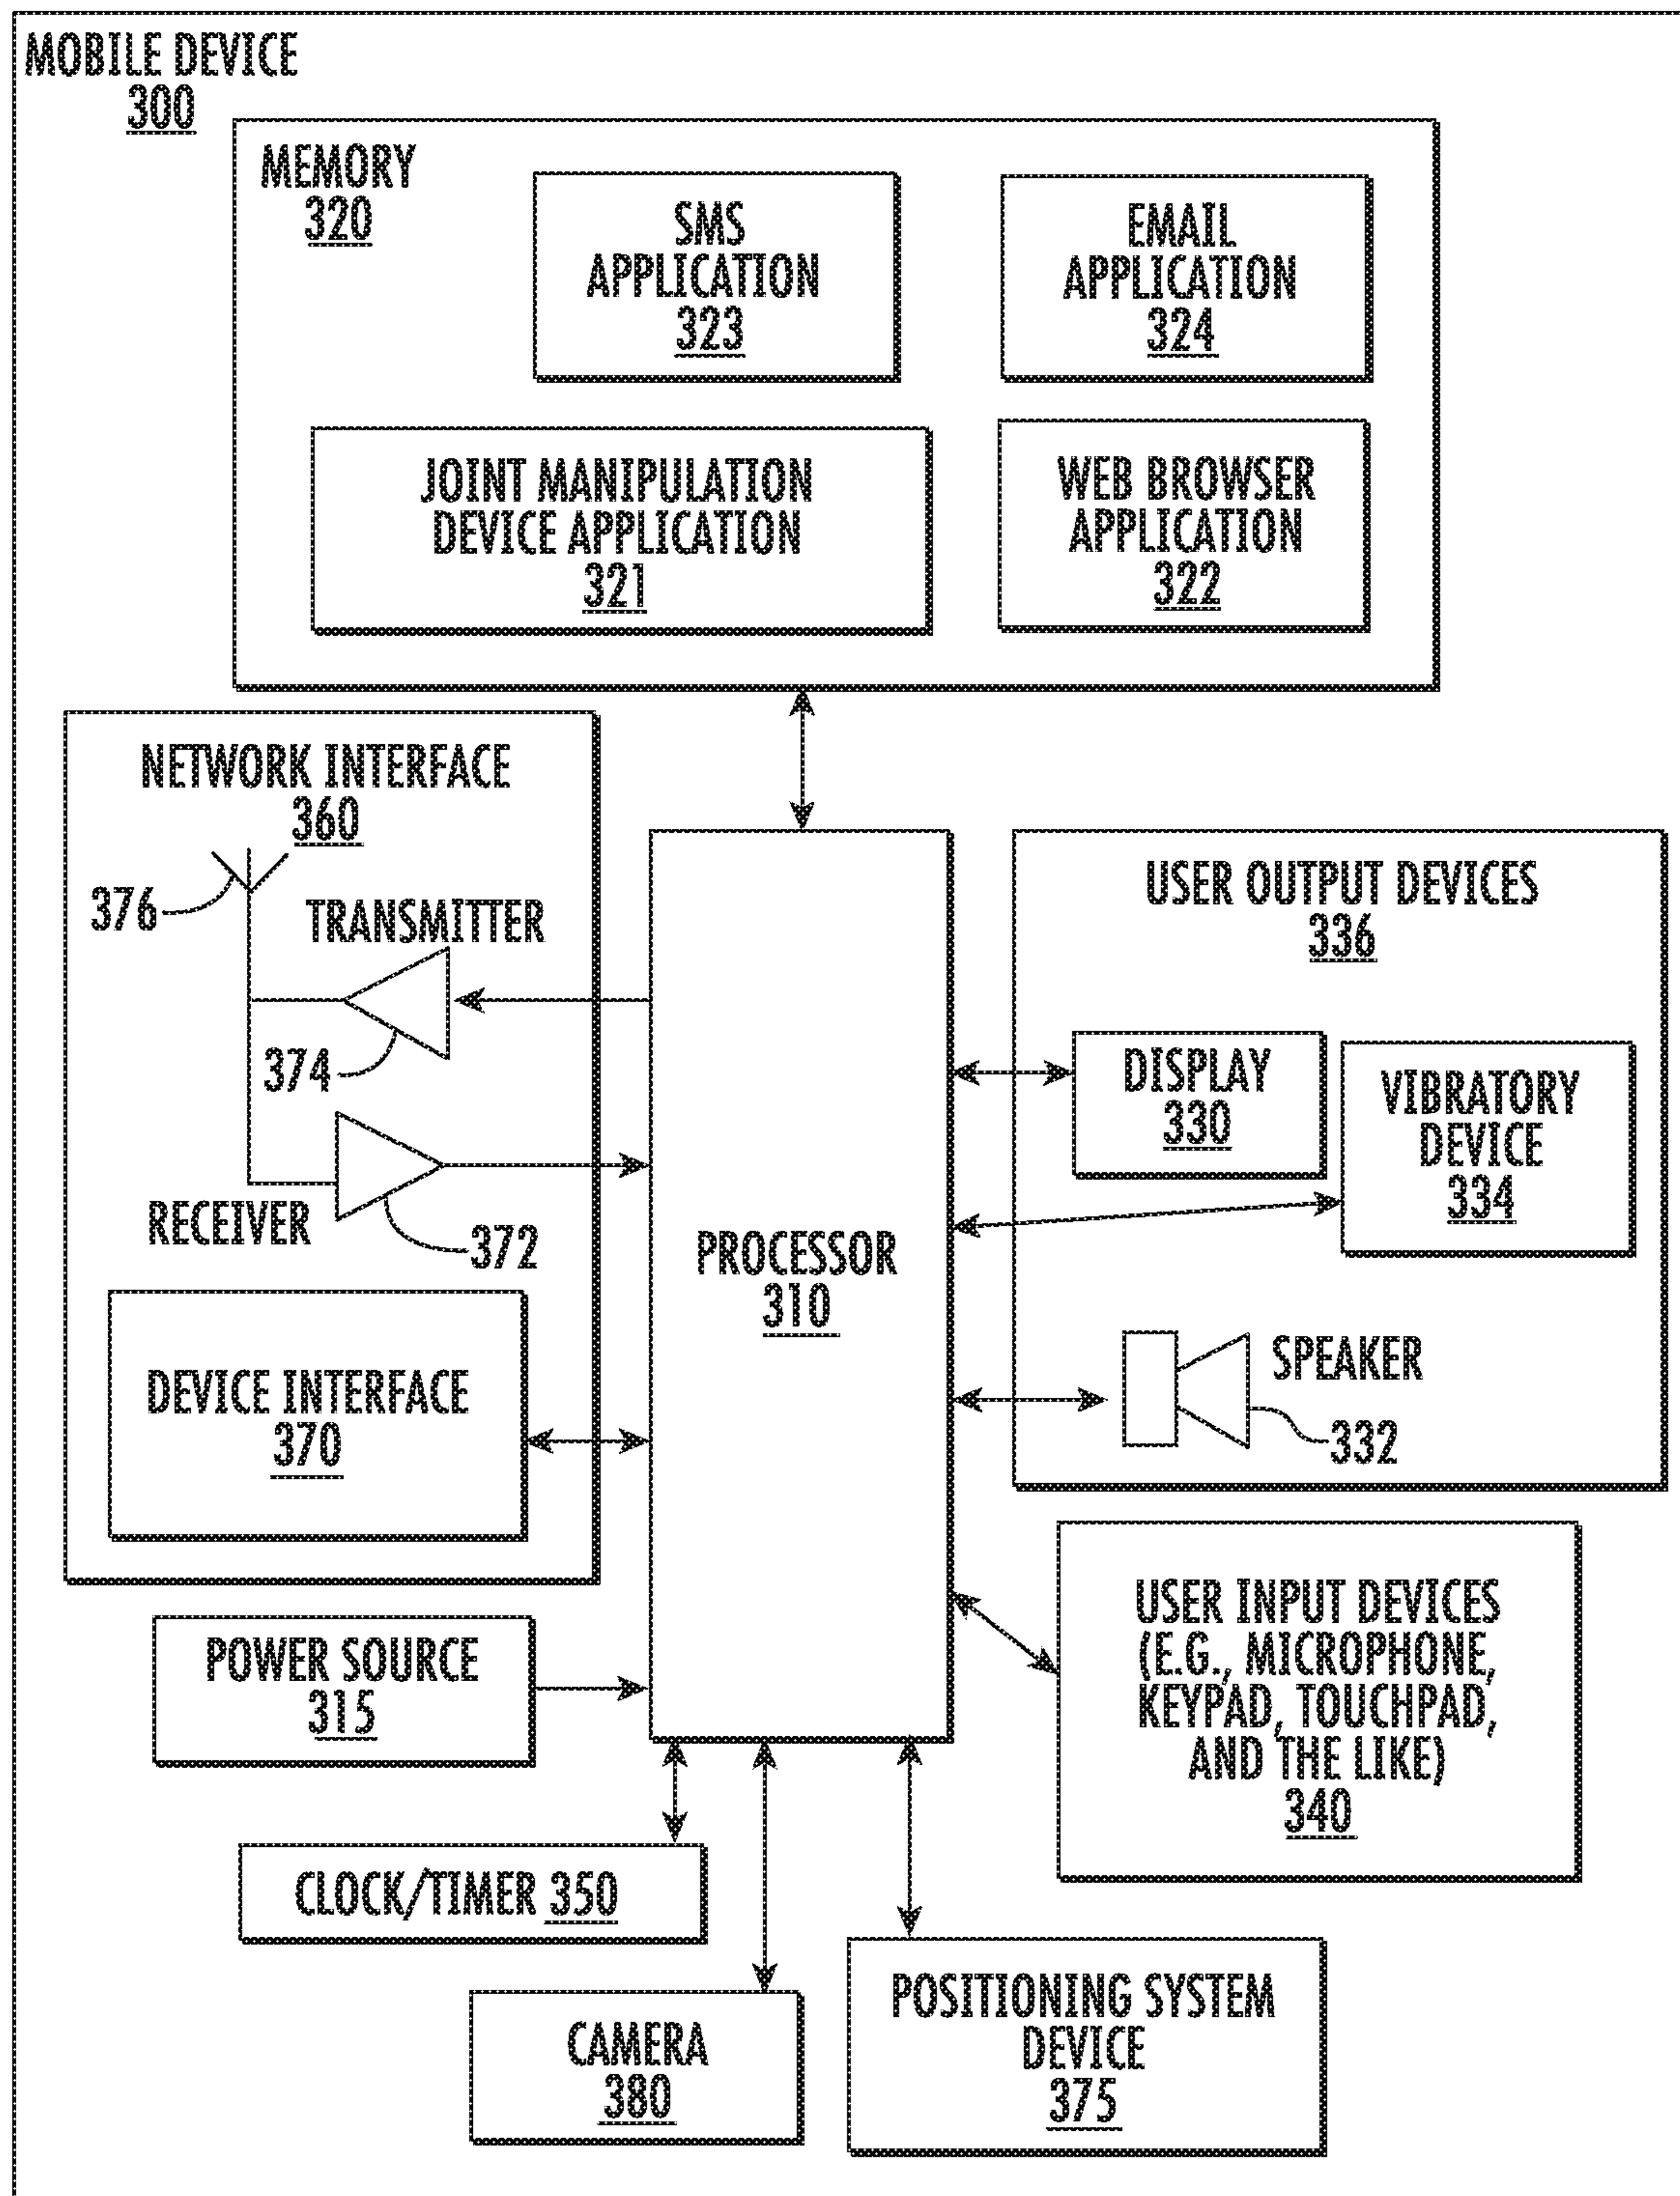 MOBILE DEVICE
300
MEMORY
320
SMS
APPLICATION
323
EMAIL
APPLICATION
324
JOINT MANIPULATION
DEVICE APPLICATION
321
WEB BROWSER
APPLICATION
322
NETWORK INTERFACE
360
376
TRANSMITTER
374
RECEIVER
372
DEVICE INTERFACE
370
PROCESSOR
310
USER OUTPUT DEVICES
336
DISPLAY
330
VIBRATORY
DEVICE
334
SPEAKER
332
POWER SOURCE
315
USER INPUT DEVICES
(E.G., MICROPHONE,
KEYPAD, TOUCHPAD,
AND THE LIKE)
340
CLOCK/TIMER 350
CAMERA
380
POSITIONING SYSTEM
DEVICE
375